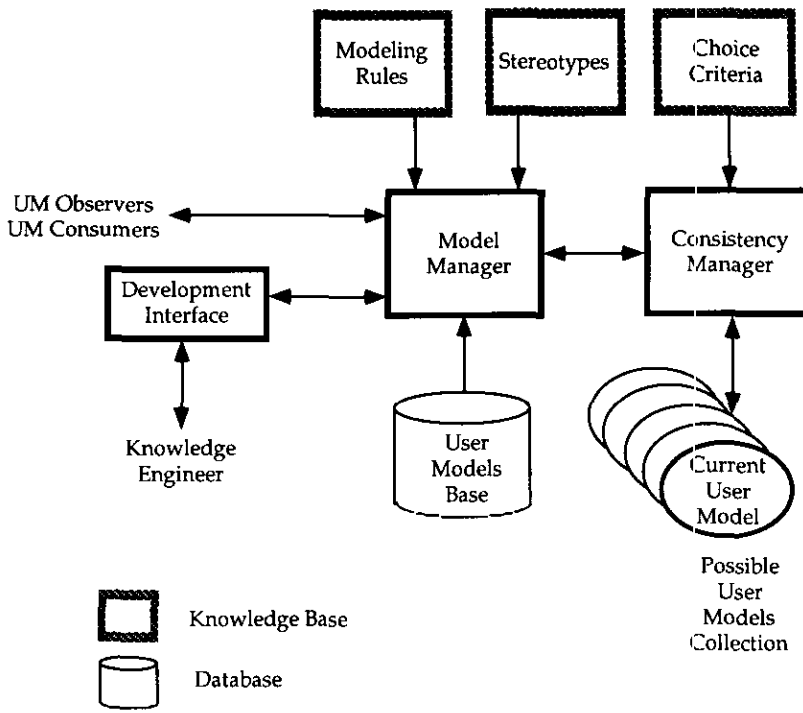 Modeling
Rules
Stereotypes
Choice
Criteria
UM Observers
UM Consumers
Model
Manager
Consistency
Manager
Development
Interface
Knowledge
Engineer
User
Models
Base
Current
User
Model
Possible
User
Models
Collection
Knowledge Base
Database